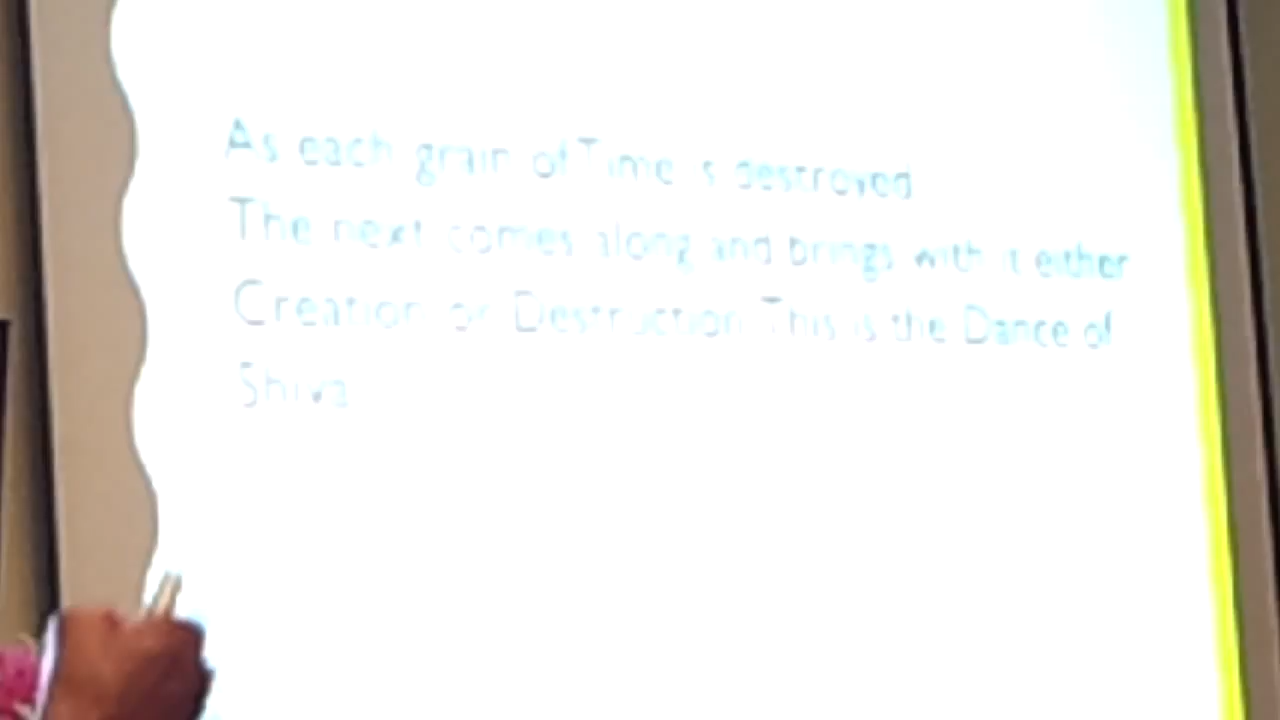 As each grain of Time is destroyed
The next comes along and brings with it either
Creation or Destruction This is the Dance of
Shiva